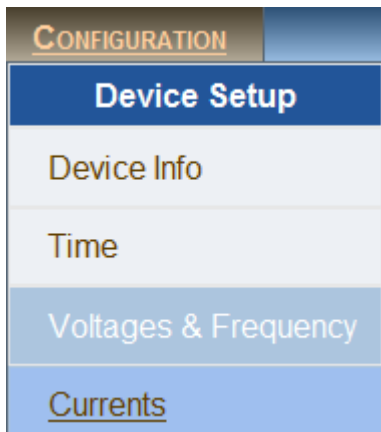 CONFIGURATION
Device Setup
Device Info
Time
Voltages & Frequency
Currents